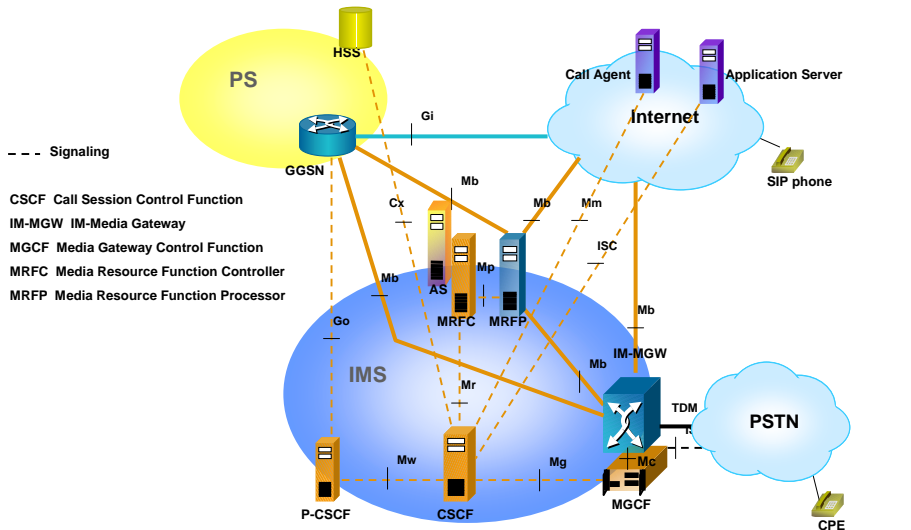 HSS
PS
Call Agent
Application Server
Internet
Gi
GGSN
SIP phone
Signaling
CSCF Call Session Control Function
IM-MGW IM-Media Gateway
MGCF Media Gateway Control Function
MRFC Media Resource Function Controller
MRFP Media Resource Function Processor
Mb
Cx
Mb
Mm
ISC
Mb
Mp
AS
MRFC
MRFP
Go
Mb
IM-MGW
IMS
Mr
Mb
TDM
PSTN
Mw
Mg
Mc
P-CSCF
CSCF
MGCF
CPE